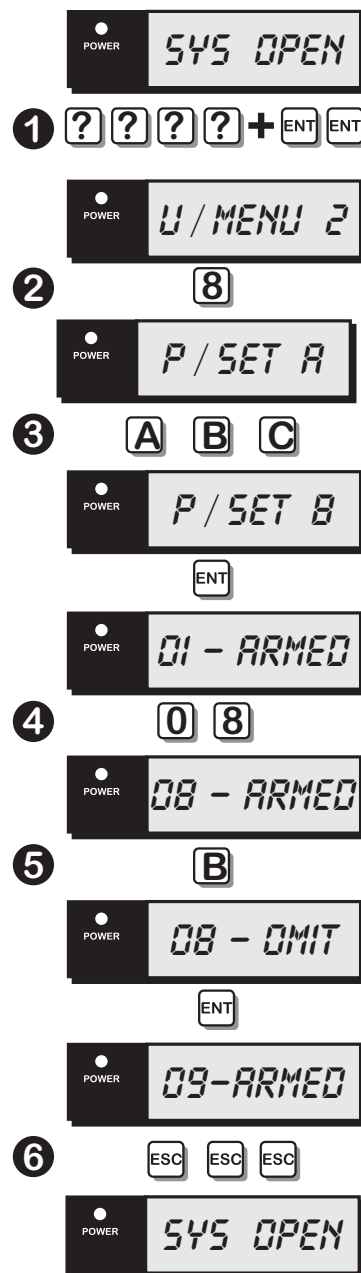 POWER SYS OPEN
1 ? ? ? ? + ENT ENT
POWER U/MENU 2
2 8
POWER P/SET A
3 A B C
POWER P/SET B
ENT
POWER 01 - ARMED
4 0 8
POWER 08 - ARMED
5 B
POWER 08 - OMIT
ENT
POWER 09-ARMED
6 ESC ESC ESC
POWER SYS OPEN